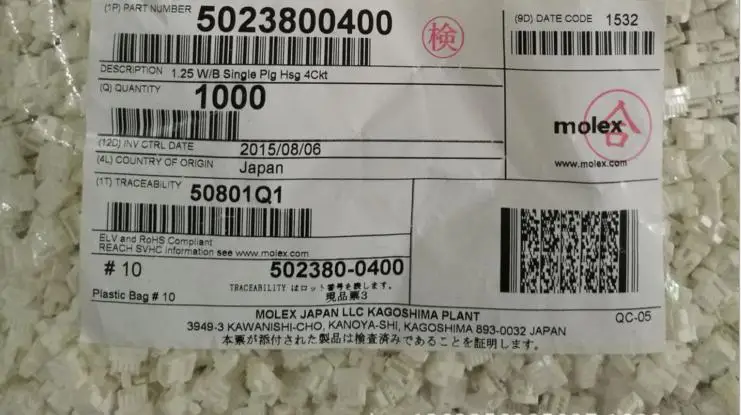 (1P) PART NUMBER 5023800400
検
(9D) DATE CODE 1532
DESCRIPTION 1.25 W/B Single Plg Hsg 4Ckt
(Q) QUANTITY 1000
molex
合
www.molex.com
(12D) INV CTRL DATE 2015/08/06
(4L) COUNTRY OF ORIGIN Japan
(1T) TRACEABILITY 50801Q1
ELV and RoHS Compliant
REACH SVHC Information see www.molex.com
# 10 502380-0400
TRACEABILITY はロット番号を表します。
Plastic Bag # 10 現品票3
MOLEX JAPAN LLC KAGOSHIMA PLANT QC-05
3949-3 KAWANISHI-CHO, KANOYA-SHI, KAGOSHIMA 893-0032 JAPAN
本票が添付された製品は検査済みであることを証明します。